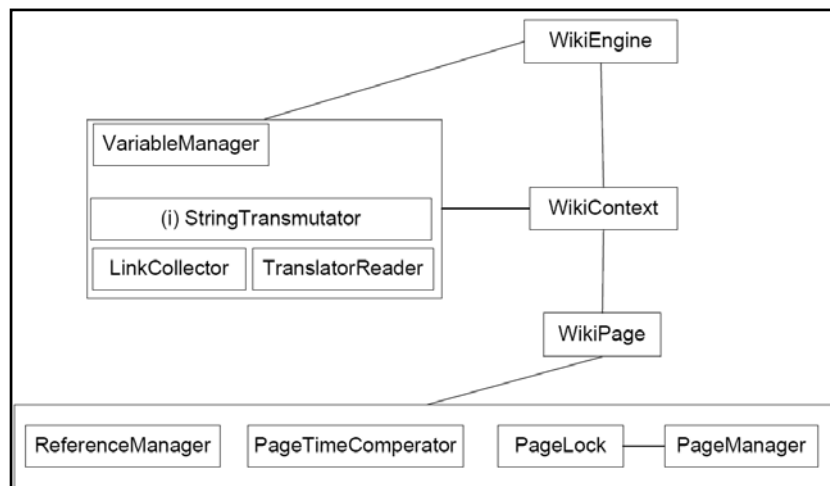 WikiEngine
VariableManager
(i) StringTransmutator
WikiContext
LinkCollector
TranslatorReader
WikiPage
ReferenceManager
PageTimeComperator
PageLock
PageManager